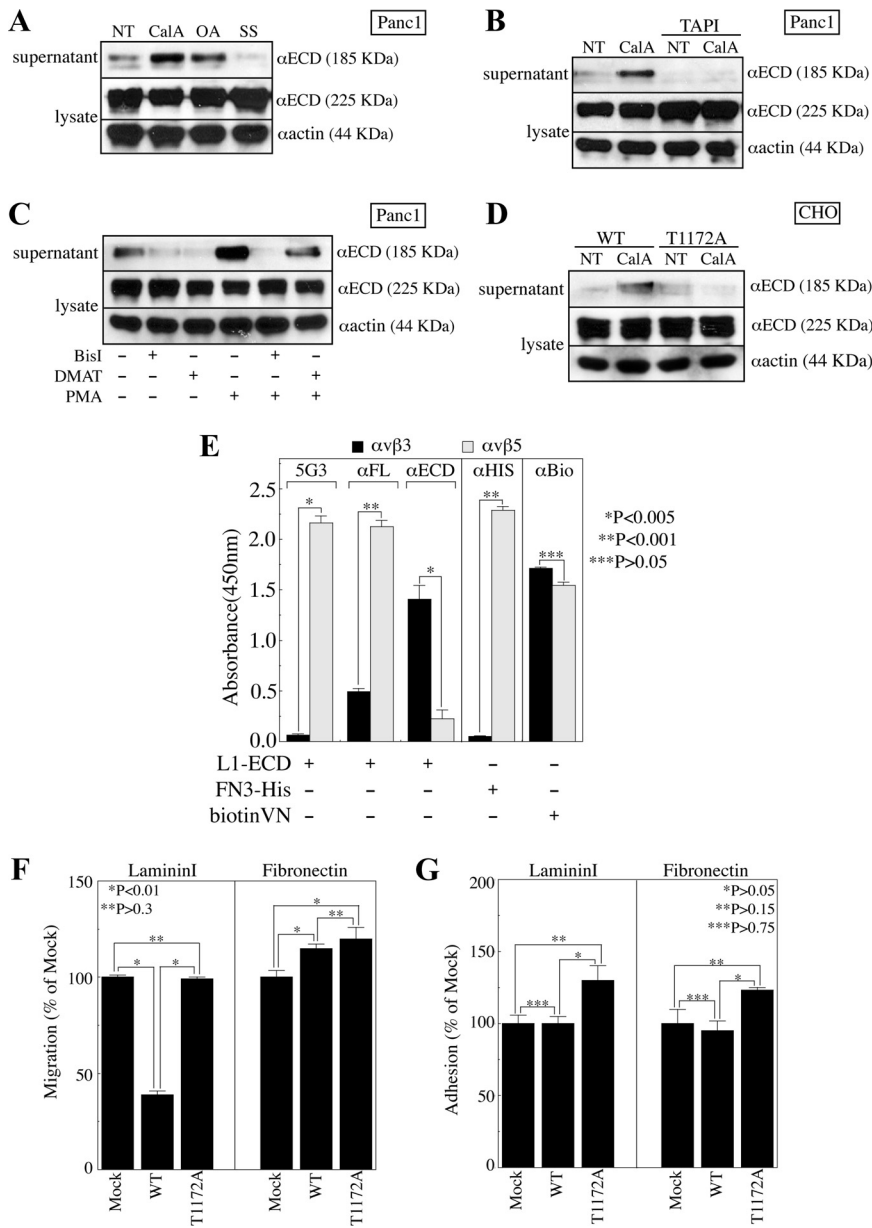 A
Panc1
NT CalA OA SS
supernatant
αECD (185 KDa)
αECD (225 KDa)
lysate
αactin (44 KDa)
B
Panc1
TAPI
NT CalA NT CalA
supernatant
αECD (185 KDa)
αECD (225 KDa)
lysate
αactin (44 KDa)
C
Panc1
supernatant
αECD (185 KDa)
αECD (225 KDa)
lysate
αactin (44 KDa)
BisI – + – – + –
DMAT – – + – – +
PMA – – – + + +
D
CHO
WT T1172A
NT CalA NT CalA
supernatant
αECD (185 KDa)
αECD (225 KDa)
lysate
αactin (44 KDa)
E
αvβ3 αvβ5
5G3 αFL αECD αHIS αBio
2.5
2.0
1.5
1.0
0.5
0.0
Absorbance(450nm)
* ** * ** ***
*P<0.005
**P<0.001
***P>0.05
L1-ECD + + + – –
FN3-His – – – + –
biotinVN – – – – +
F
LamininI Fibronectin
*P<0.01
**P>0.3
150
100
50
0
Migration (% of Mock)
**
* *
*
* **
Mock WT T1172A Mock WT T1172A
G
LamininI Fibronectin
*P>0.05
**P>0.15
***P>0.75
200
150
100
50
0
Adhesion (% of Mock)
**
*** *
**
*** *
Mock WT T1172A Mock WT T1172A